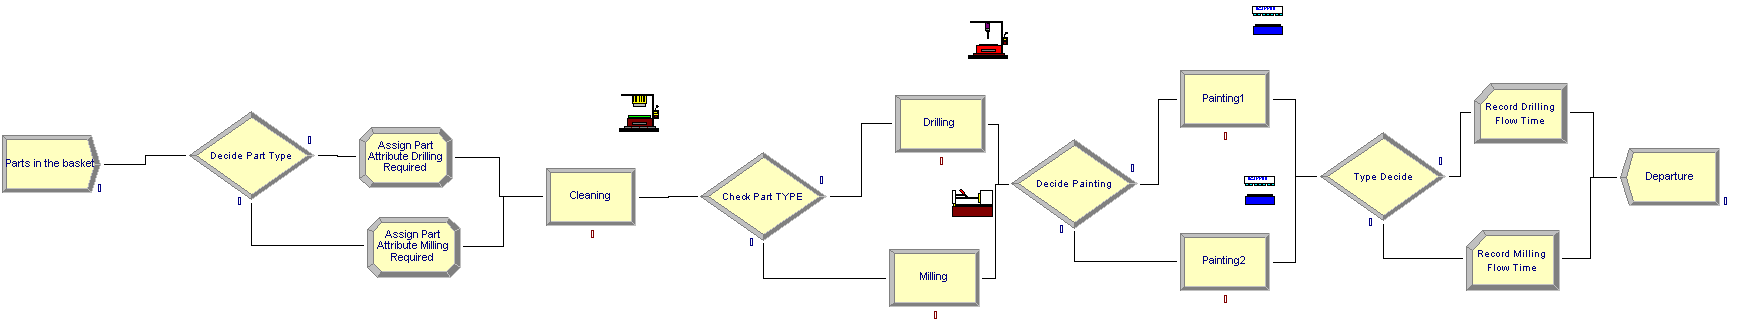 Parts in the basket
Decide Part Type
Assign Part
Attribute Drilling
Required
Assign Part
Attribute Milling
Required
Cleaning
Check Part TYPE
Drilling
Milling
Decide Painting
Painting1
Painting2
Type Decide
Record Drilling
Flow Time
Record Milling
Flow Time
Departure